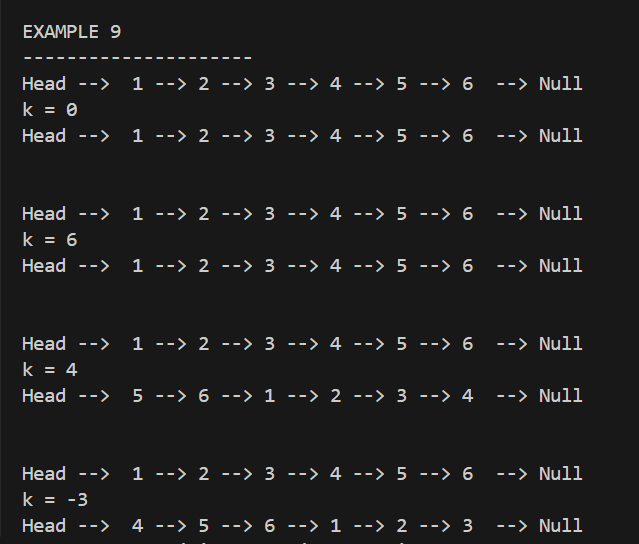 EXAMPLE 9
---------------------
Head -->  1 --> 2 --> 3 --> 4 --> 5 --> 6  --> Null
k = 0
Head -->  1 --> 2 --> 3 --> 4 --> 5 --> 6  --> Null
Head -->  1 --> 2 --> 3 --> 4 --> 5 --> 6  --> Null
k = 6
Head -->  1 --> 2 --> 3 --> 4 --> 5 --> 6  --> Null
Head -->  1 --> 2 --> 3 --> 4 --> 5 --> 6  --> Null
k = 4
Head -->  5 --> 6 --> 1 --> 2 --> 3 --> 4  --> Null
Head -->  1 --> 2 --> 3 --> 4 --> 5 --> 6  --> Null
k = -3
Head -->  4 --> 5 --> 6 --> 1 --> 2 --> 3  --> Null